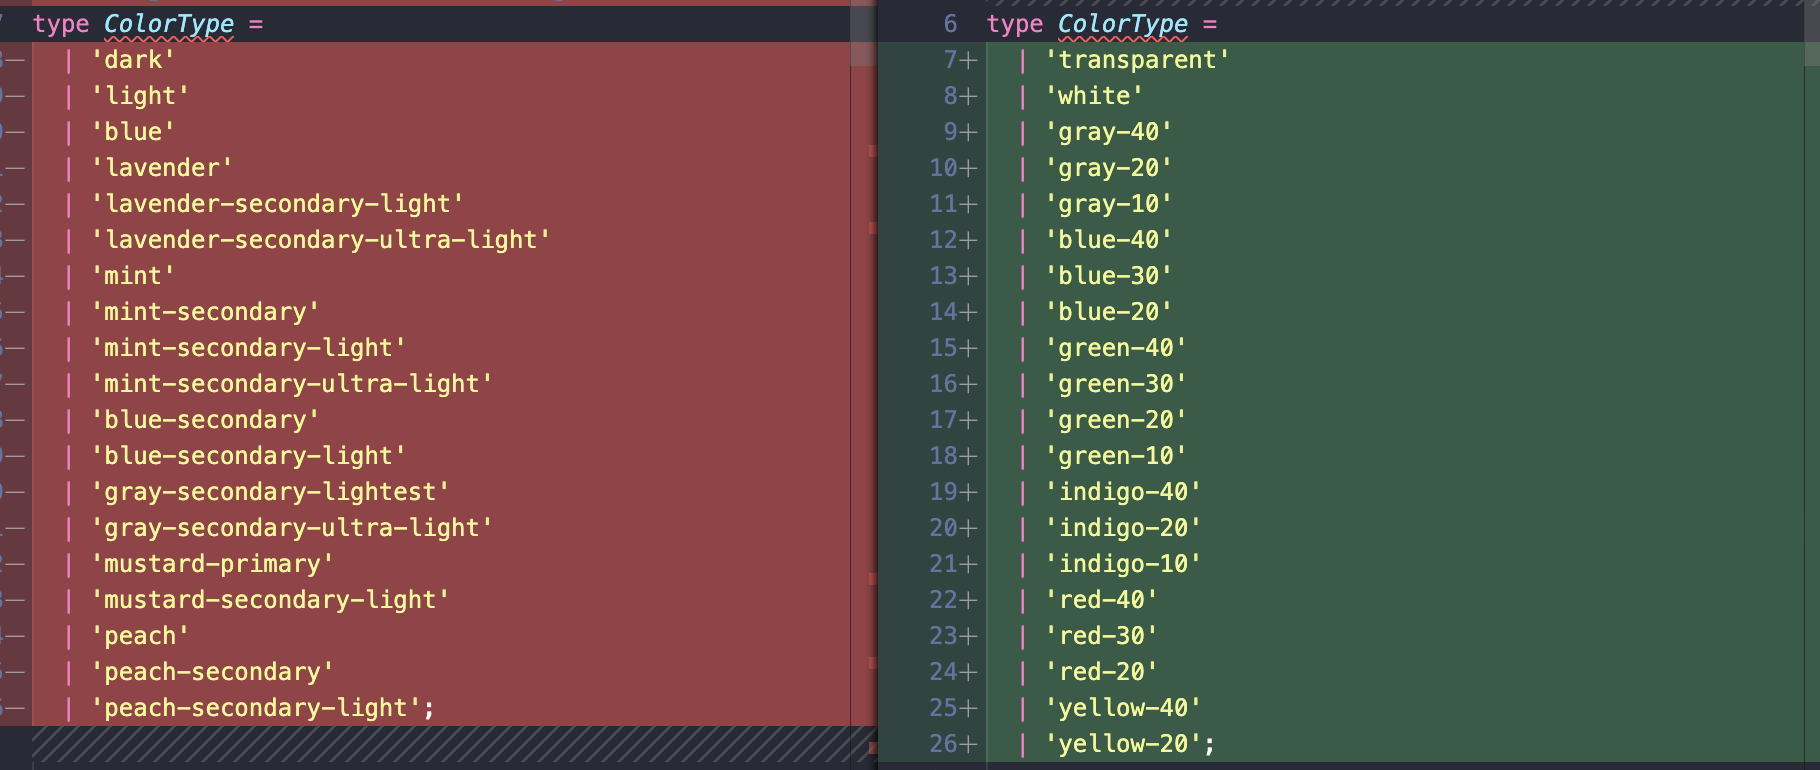 type ColorType =
| 'dark'
| 'light'
| 'blue'
| 'lavender'
| 'lavender-secondary-light'
| 'lavender-secondary-ultra-light'
| 'mint'
| 'mint-secondary'
| 'mint-secondary-light'
| 'mint-secondary-ultra-light'
| 'blue-secondary'
| 'blue-secondary-light'
| 'gray-secondary-lightest'
| 'gray-secondary-ultra-light'
| 'mustard-primary'
| 'mustard-secondary-light'
| 'peach'
| 'peach-secondary'
| 'peach-secondary-light';
6 type ColorType =
7+ | 'transparent'
8+ | 'white'
9+ | 'gray-40'
10+ | 'gray-20'
11+ | 'gray-10'
12+ | 'blue-40'
13+ | 'blue-30'
14+ | 'blue-20'
15+ | 'green-40'
16+ | 'green-30'
17+ | 'green-20'
18+ | 'green-10'
19+ | 'indigo-40'
20+ | 'indigo-20'
21+ | 'indigo-10'
22+ | 'red-40'
23+ | 'red-30'
24+ | 'red-20'
25+ | 'yellow-40'
26+ | 'yellow-20';